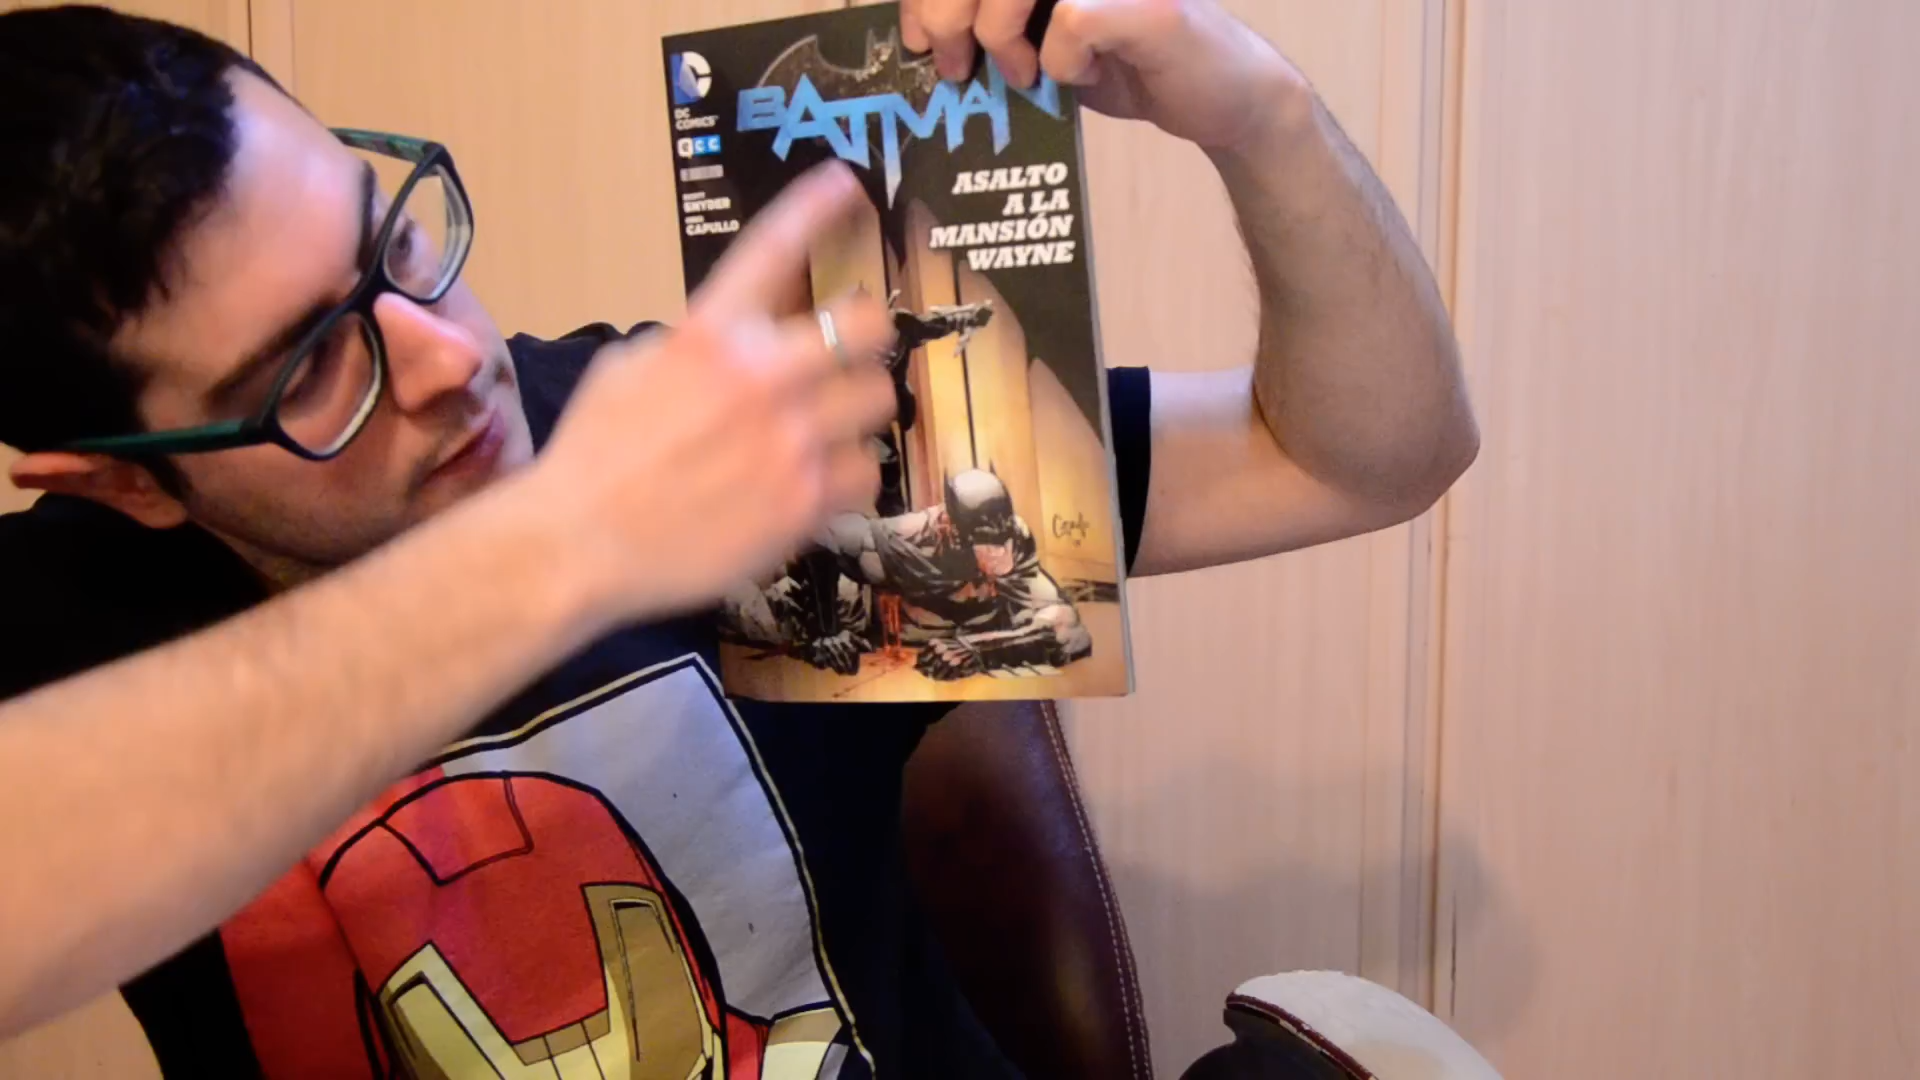 DC
COMICS
ECC
SNYDER
CAPULLO
BATMAN
ASALTO
A LA
MANSIÓN
WAYNE